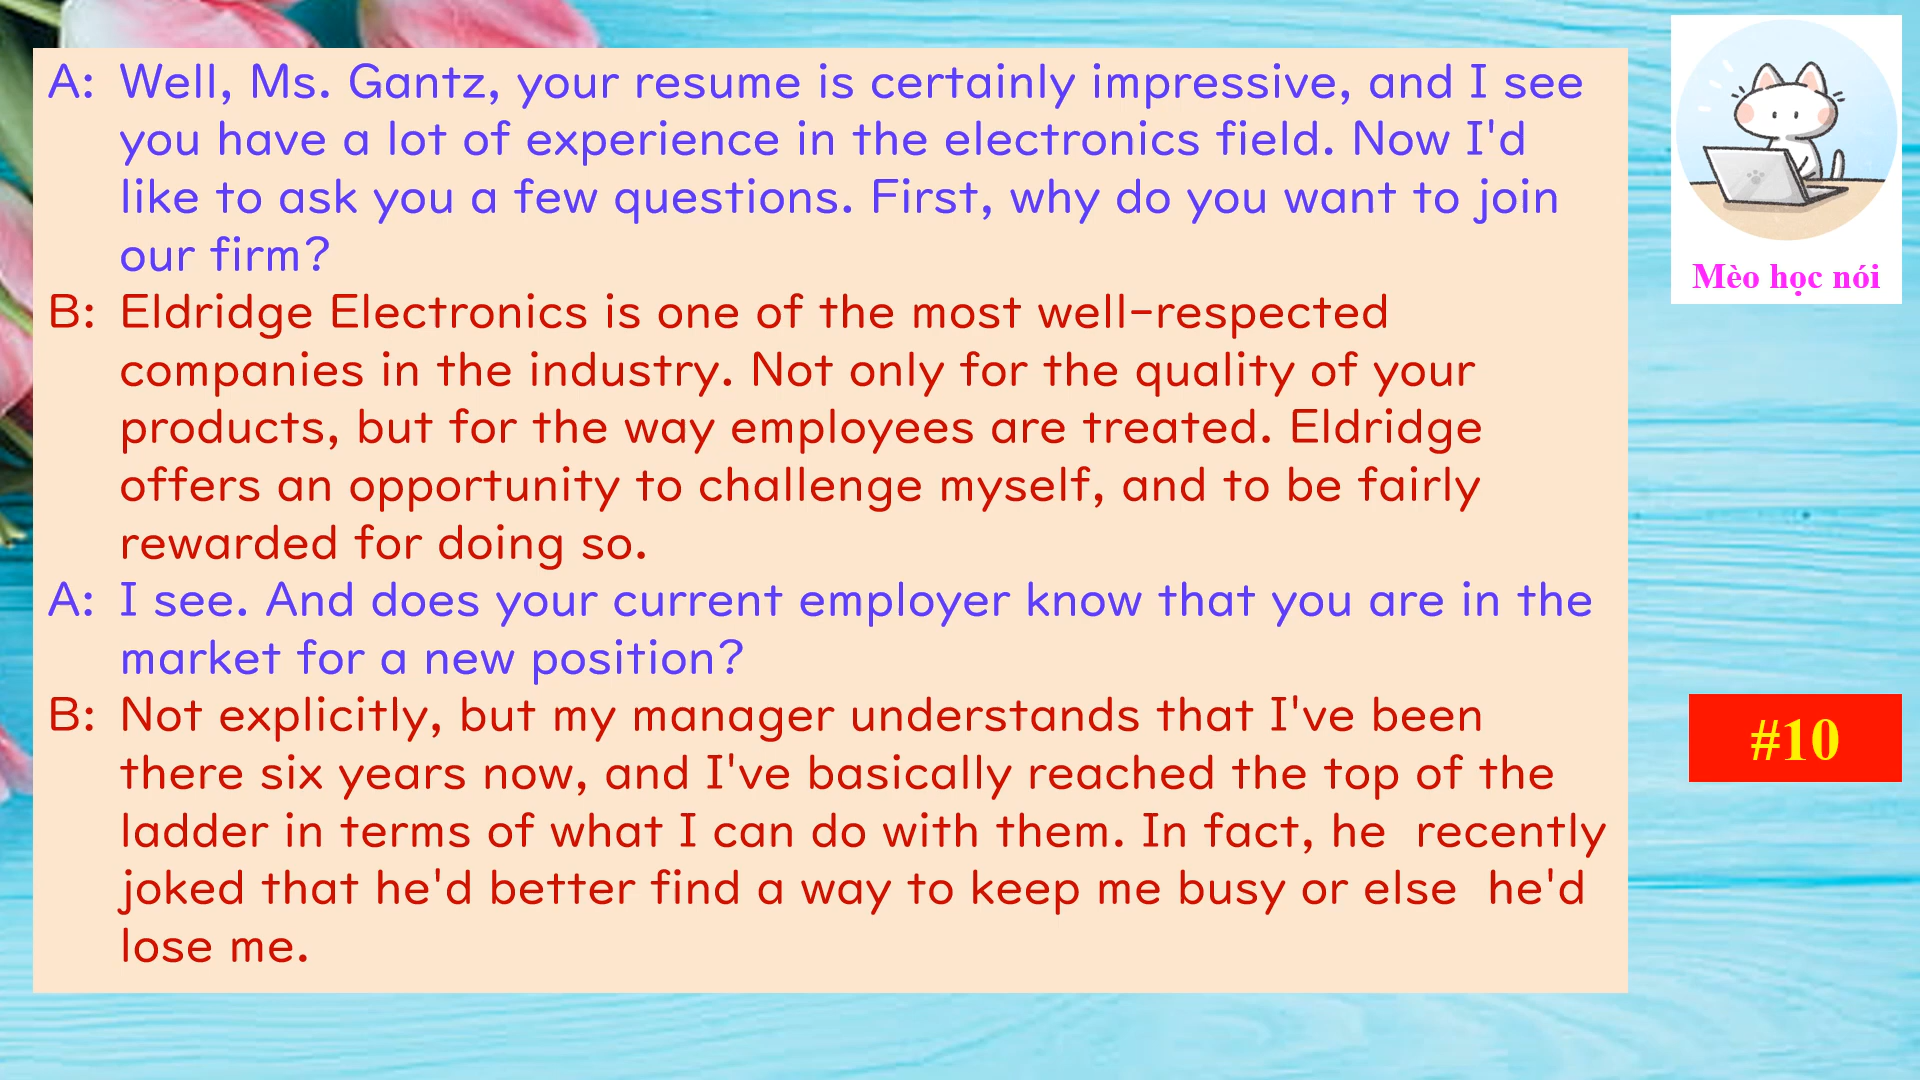 A: Well, Ms. Gantz, your resume is certainly impressive, and I see
you have a lot of experience in the electronics field. Now I'd
like to ask you a few questions. First, why do you want to join
our firm?
B: Eldridge Electronics is one of the most well-respected
companies in the industry. Not only for the quality of your
products, but for the way employees are treated. Eldridge
offers an opportunity to challenge myself, and to be fairly
rewarded for doing so.
A: I see. And does your current employer know that you are in the
market for a new position?
B: Not explicitly, but my manager understands that I've been
there six years now, and I've basically reached the top of the
ladder in terms of what I can do with them. In fact, he recently
joked that he'd better find a way to keep me busy or else he'd
lose me.
Mèo học nói
#10